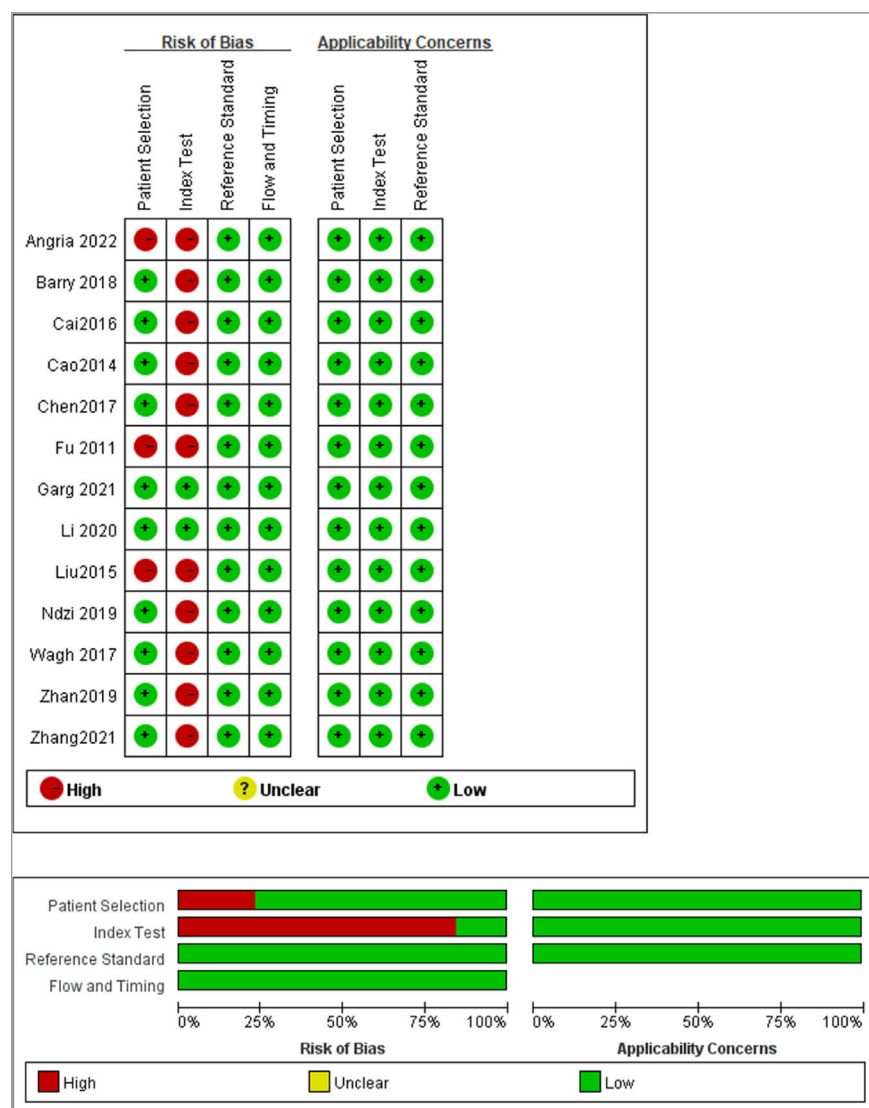 Risk of Bias Applicability Concerns
Patient Selection
Index Test
Reference Standard
Flow and Timing
Patient Selection
Index Test
Reference Standard
Angria 2022 - - + + + + +
Barry 2018 + - + + + + +
Cai2016 + - + + + + +
Cao2014 + - + + + + +
Chen2017 + - + + + + +
Fu 2011 - - + + + + +
Garg 2021 + + + + + + +
Li 2020 + + + + + + +
Liu2015 - - + + + + +
Ndzi 2019 + - + + + + +
Wagh 2017 + - + + + + +
Zhan2019 + - + + + + +
Zhang2021 + - + + + + +
- High ? Unclear + Low
Patient Selection
Index Test
Reference Standard
Flow and Timing
0% 25% 50% 75% 100% 0% 25% 50% 75% 100%
Risk of Bias Applicability Concerns
High Unclear Low